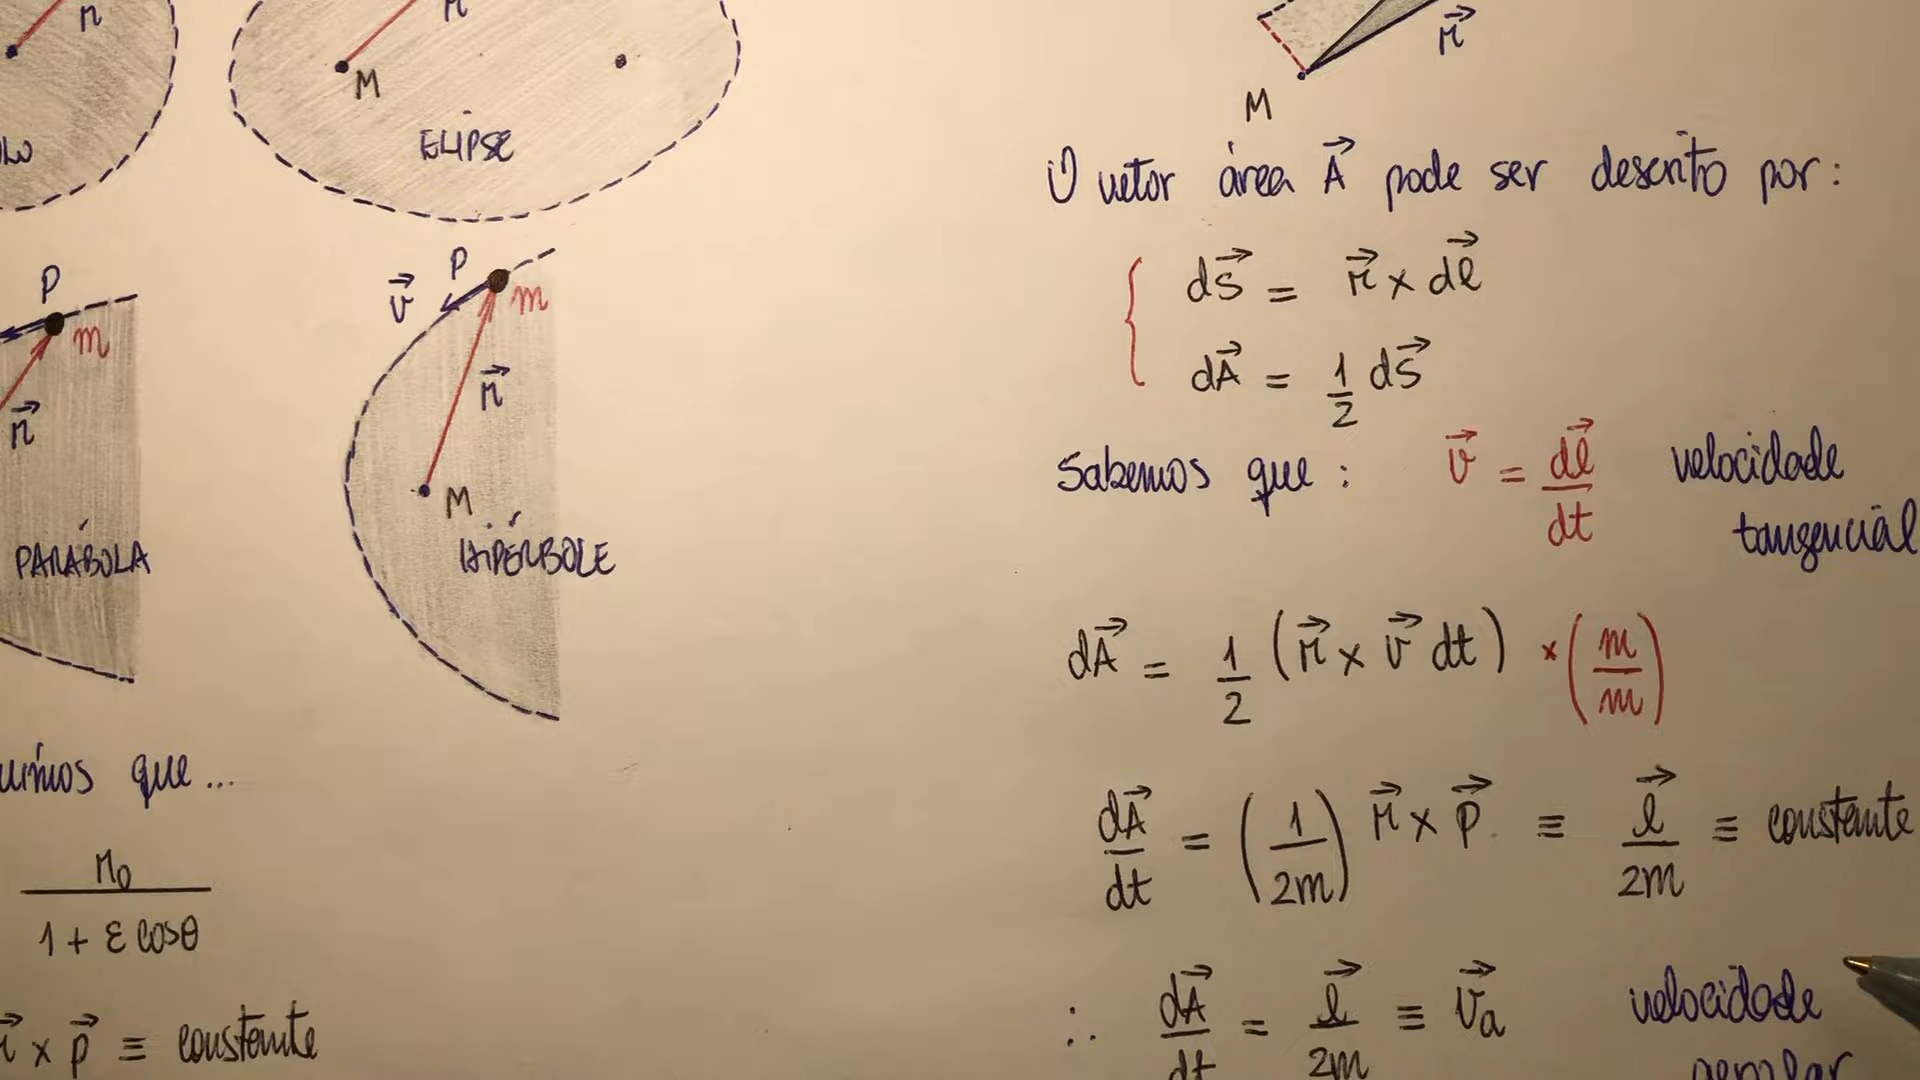 M
M
ELIPSE
P
m
PARÁBOLA
v⃗
P
m
r⃗
M
HIPÉRBOLE
que...
r₀
1 + ε cosθ
x p⃗ ≡ constante
r⃗
M
O vetor área A⃗ pode ser descrito por:
dS⃗ = r⃗ x dl⃗
dA⃗ = 1/2 dS⃗
Sabemos que: v⃗ = dl⃗/dt velocidade
tangencial
dA⃗ = 1/2 (r⃗ x v⃗ dt) × (m/m)
dA⃗/dt = (1/2m) r⃗ x p⃗ ≡ l⃗/2m ≡ constante
∴ dA⃗/dt = l⃗/2m ≡ v⃗a velocidade